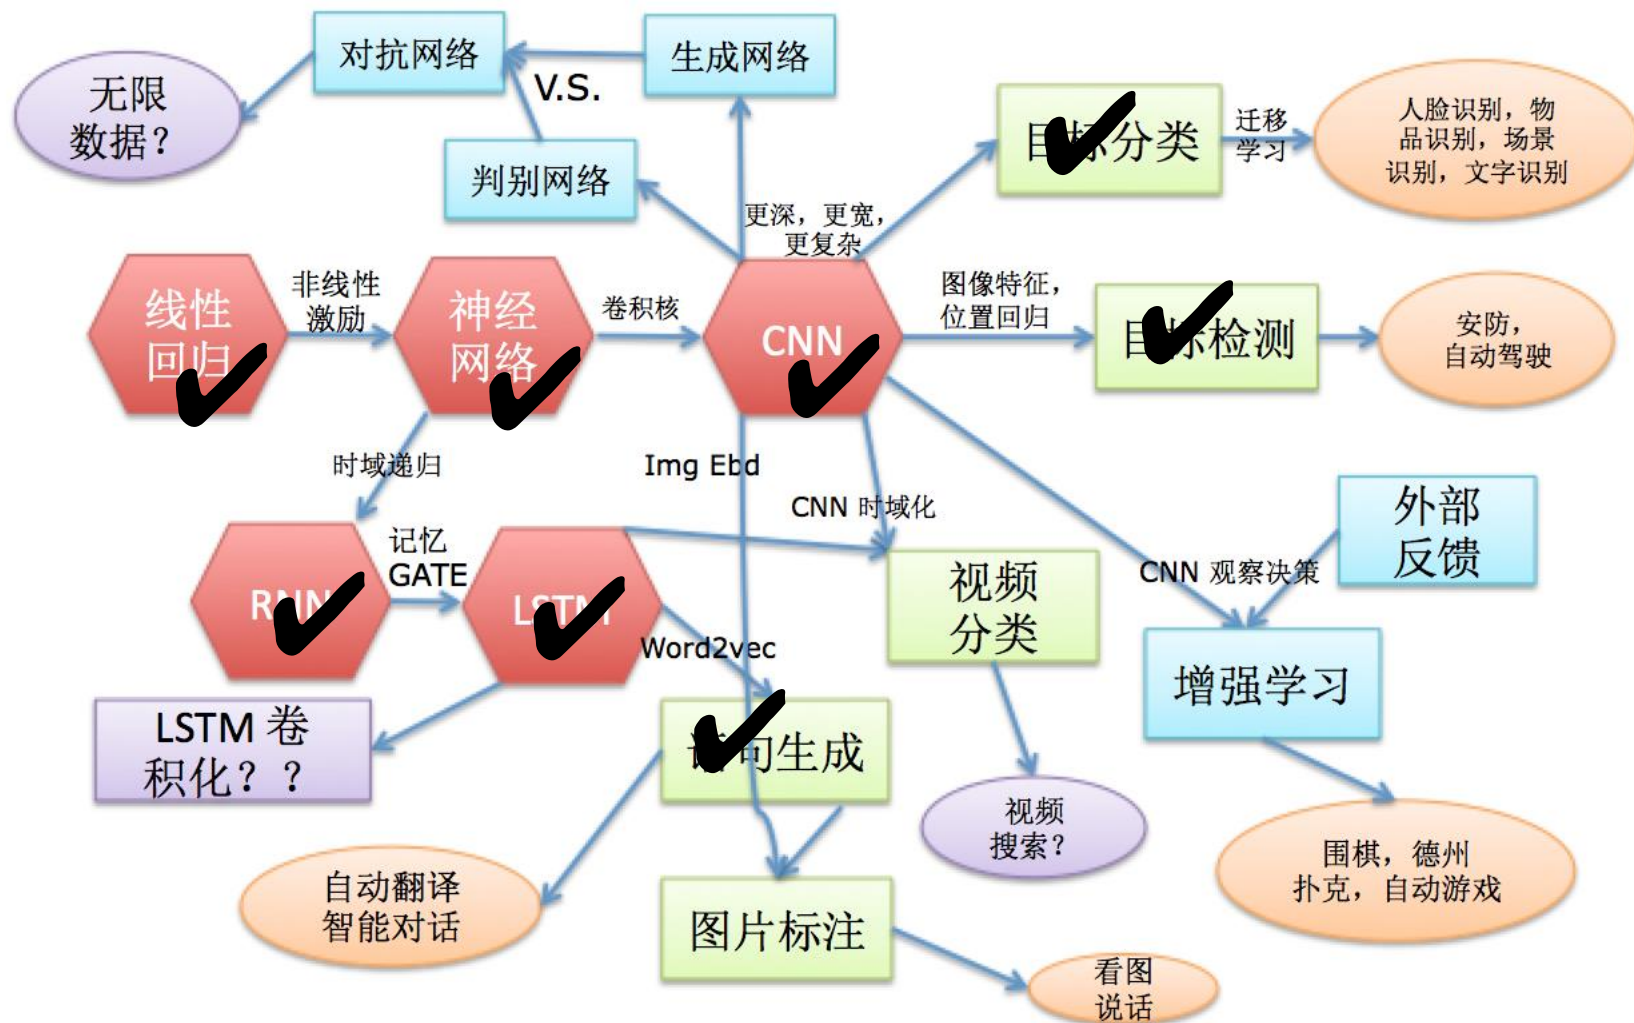 对抗网络
生成网络
V.S.
无限
数据？
判别网络
目标分类
迁移
学习
人脸识别，物
品识别，场景
识别，文字识别
更深，更宽，
更复杂
线性
回归
非线性
激励
神经
网络
卷积核
CNN
图像特征，
位置回归
目标检测
安防，
自动驾驶
时域递归
Img Ebd
CNN 时域化
外部
反馈
CNN 观察决策
RNN
记忆
GATE
LSTM
Word2vec
视频
分类
增强学习
LSTM 卷
积化？？
语句生成
视频
搜索？
围棋，德州
扑克，自动游戏
自动翻译
智能对话
图片标注
看图
说话